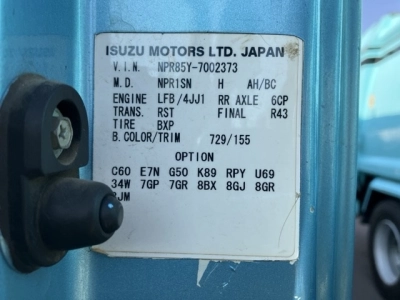 ISUZU MOTORS LTD. JAPAN
V.I.N. NPR85Y-7002373
M.D. NPR1SN H AH/BC
ENGINE LFB/4JJ1 RR AXLE 6CP
TRANS. RST FINAL R43
TIRE BXP
B.COLOR/TRIM 729/155
OPTION
C60 E7N G50 K89 RPY U69
34W 7GP 7GR 8BX 8GJ 8GR
JM